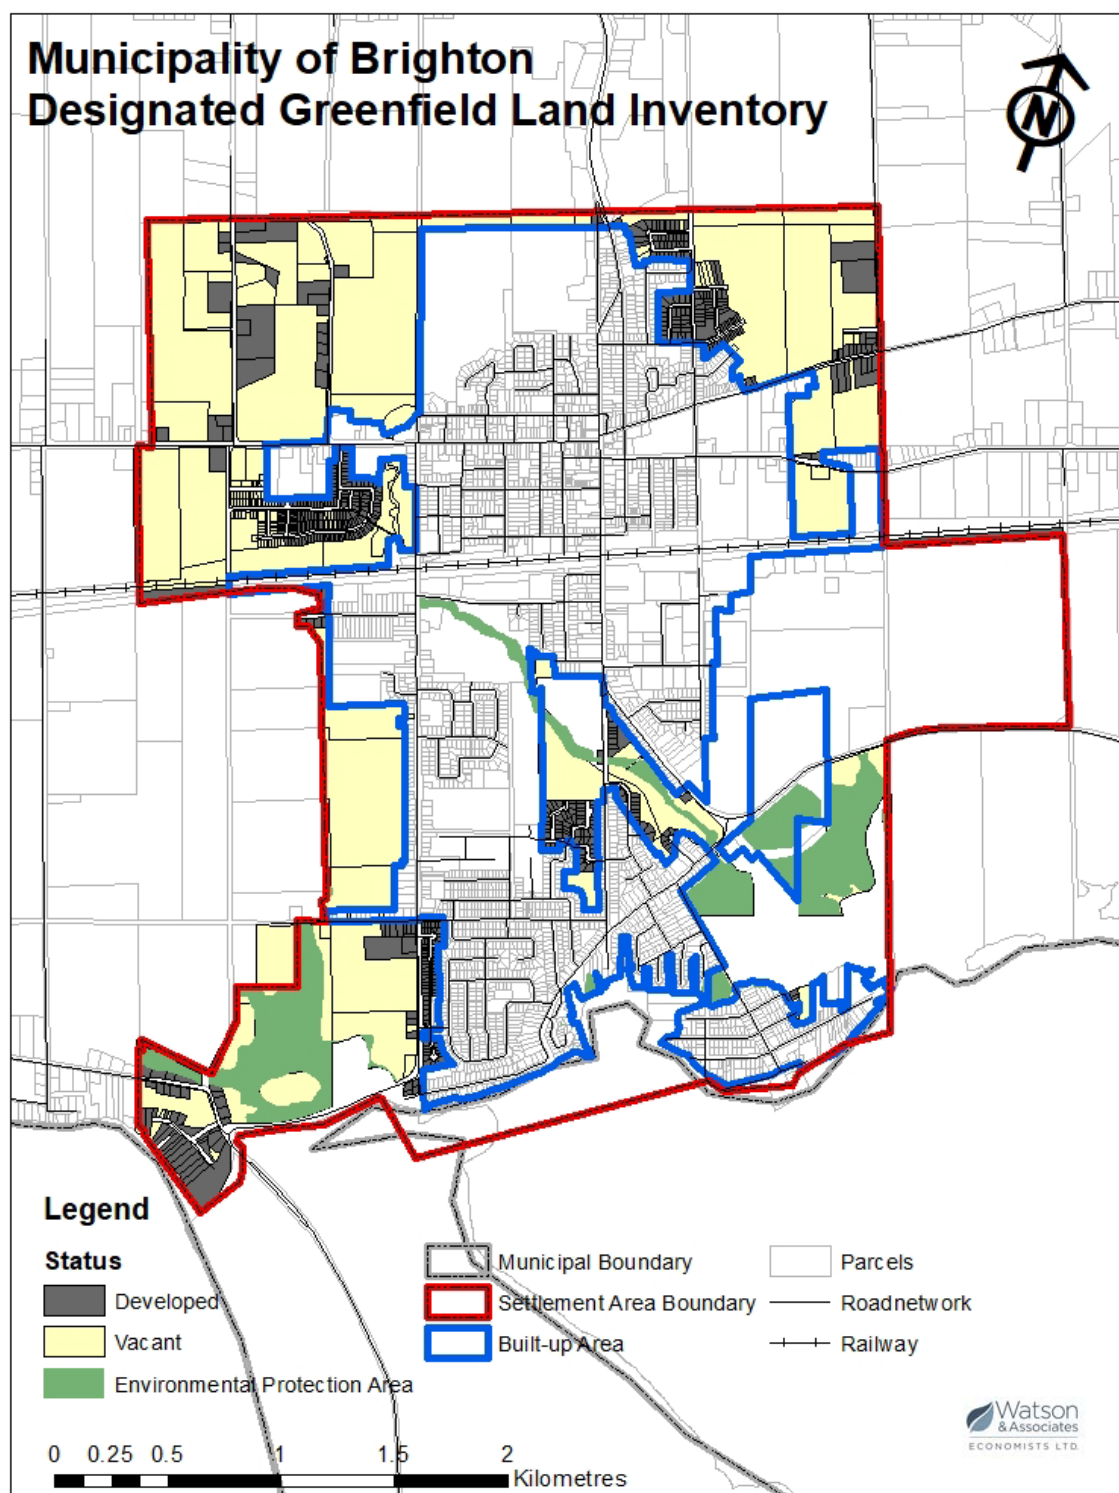 Municipality of Brighton
Designated Greenfield Land Inventory
N
Legend
Status
Developed
Vacant
Environmental Protection Area
Municipal Boundary
Settlement Area Boundary
Built-up Area
Parcels
Roadnetwork
Railway
0 0.25 0.5 1 1.5 2
Kilometres
Watson
& Associates
ECONOMISTS LTD.